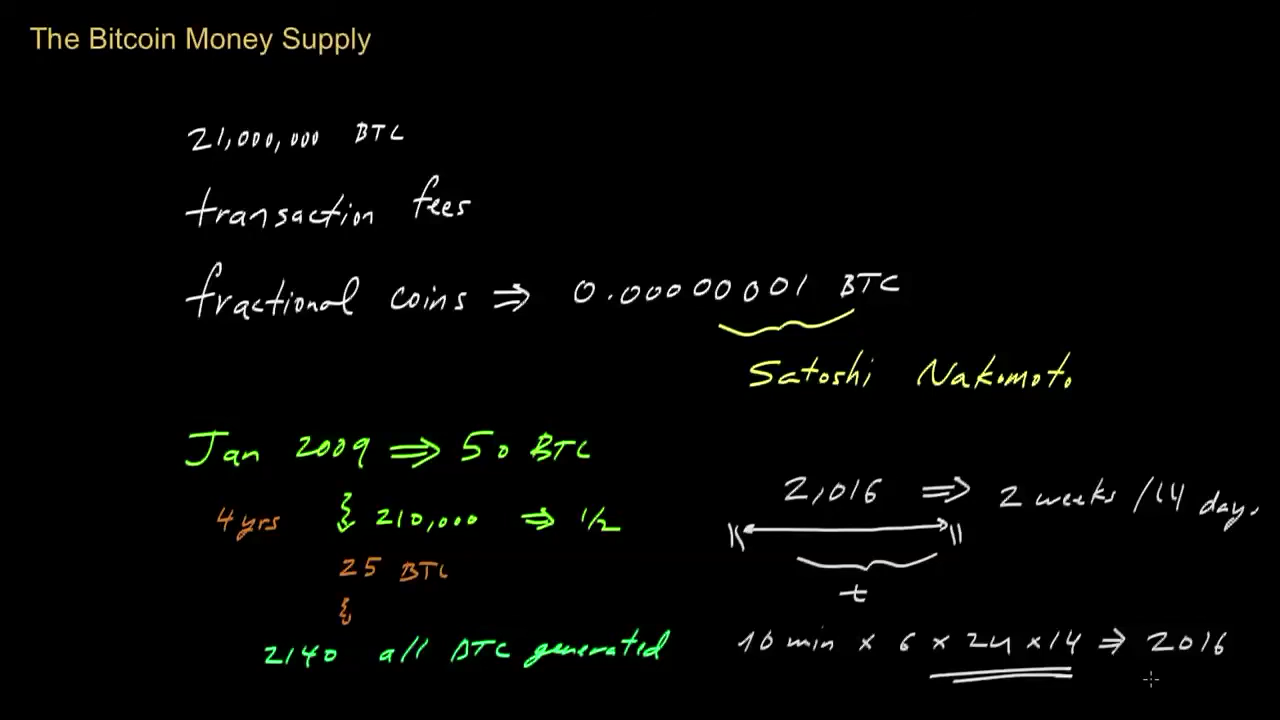 The Bitcoin Money Supply
21,000,000 BTC
transaction fees
fractional coins ⇒ 0.00000001 BTC
Satoshi Nakamoto
Jan 2009 ⇒ 50 BTC
4yrs } 210,000 ⇒ 1/2
25 BTC
2140 all BTC generated
2,016 ⇒ 2 weeks /14 days
t
10 min x 6 x 24 x 14 ⇒ 2016